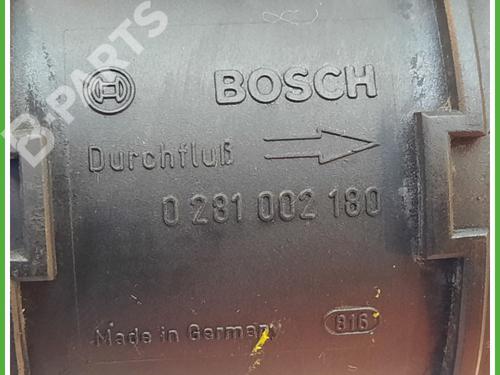 B-PARTS
BOSCH
Durchfluß
0 281 002 180
Made in Germany
816